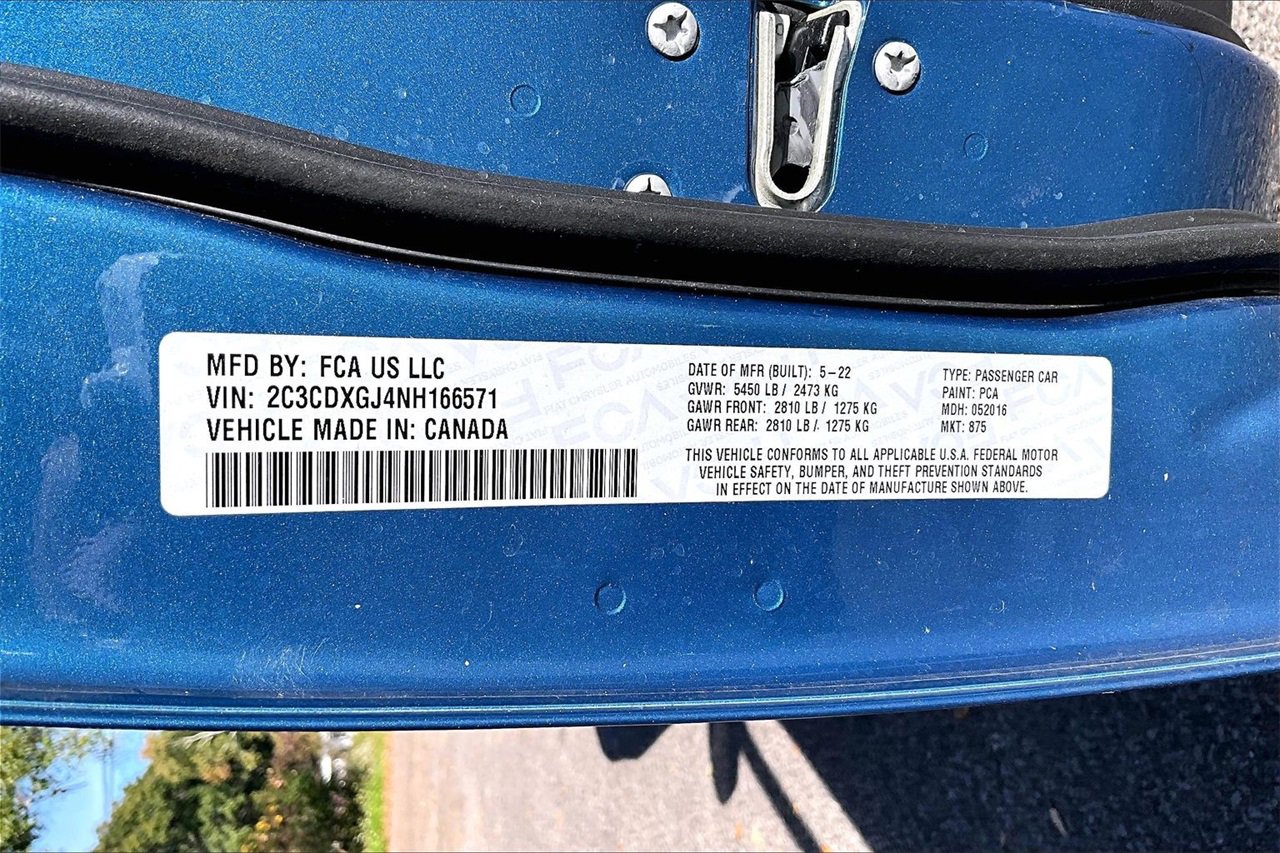 MFD BY: FCA US LLC
VIN: 2C3CDXGJ4NH166571
VEHICLE MADE IN: CANADA
DATE OF MFR (BUILT): 5-22
GVWR: 5450 LB / 2473 KG
GAWR FRONT: 2810 LB / 1275 KG
GAWR REAR: 2810 LB / 1275 KG
TYPE: PASSENGER CAR
PAINT: PCA
MDH: 052016
MKT: 875
THIS VEHICLE CONFORMS TO ALL APPLICABLE U.S.A. FEDERAL MOTOR
VEHICLE SAFETY, BUMPER, AND THEFT PREVENTION STANDARDS
IN EFFECT ON THE DATE OF MANUFACTURE SHOWN ABOVE.